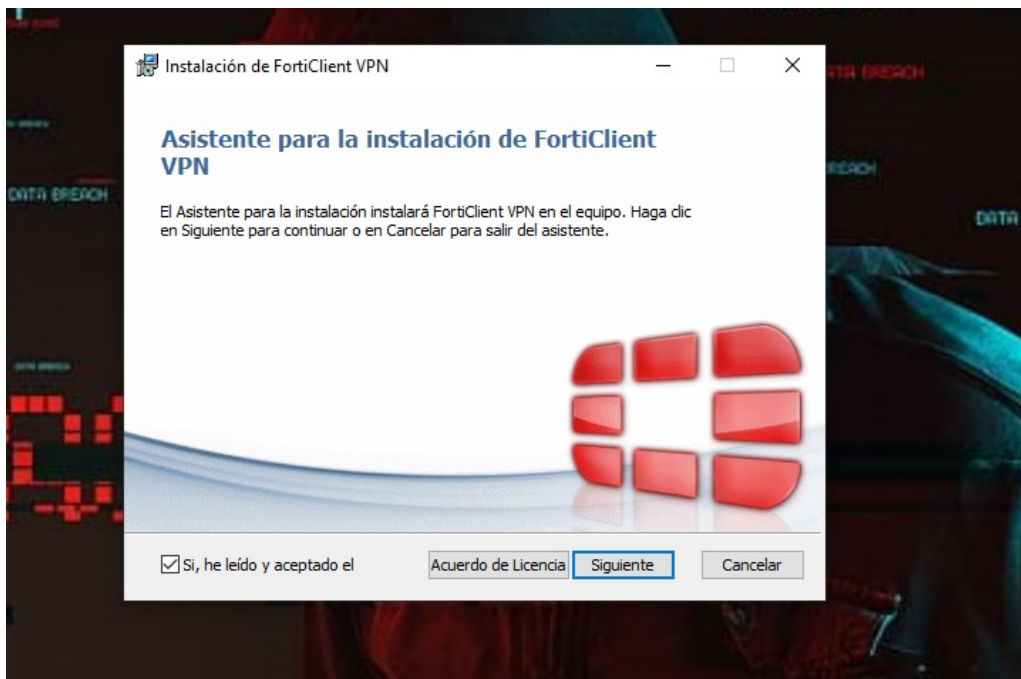 Instalación de FortiClient VPN
DATA BREACH
Asistente para la instalación de FortiClient
VPN
DATA BREACH
El Asistente para la instalación instalará FortiClient VPN en el equipo. Haga clic
en Siguiente para continuar o en Cancelar para salir del asistente.
DATA
Si, he leído y aceptado el
Acuerdo de Licencia
Siguiente
Cancelar